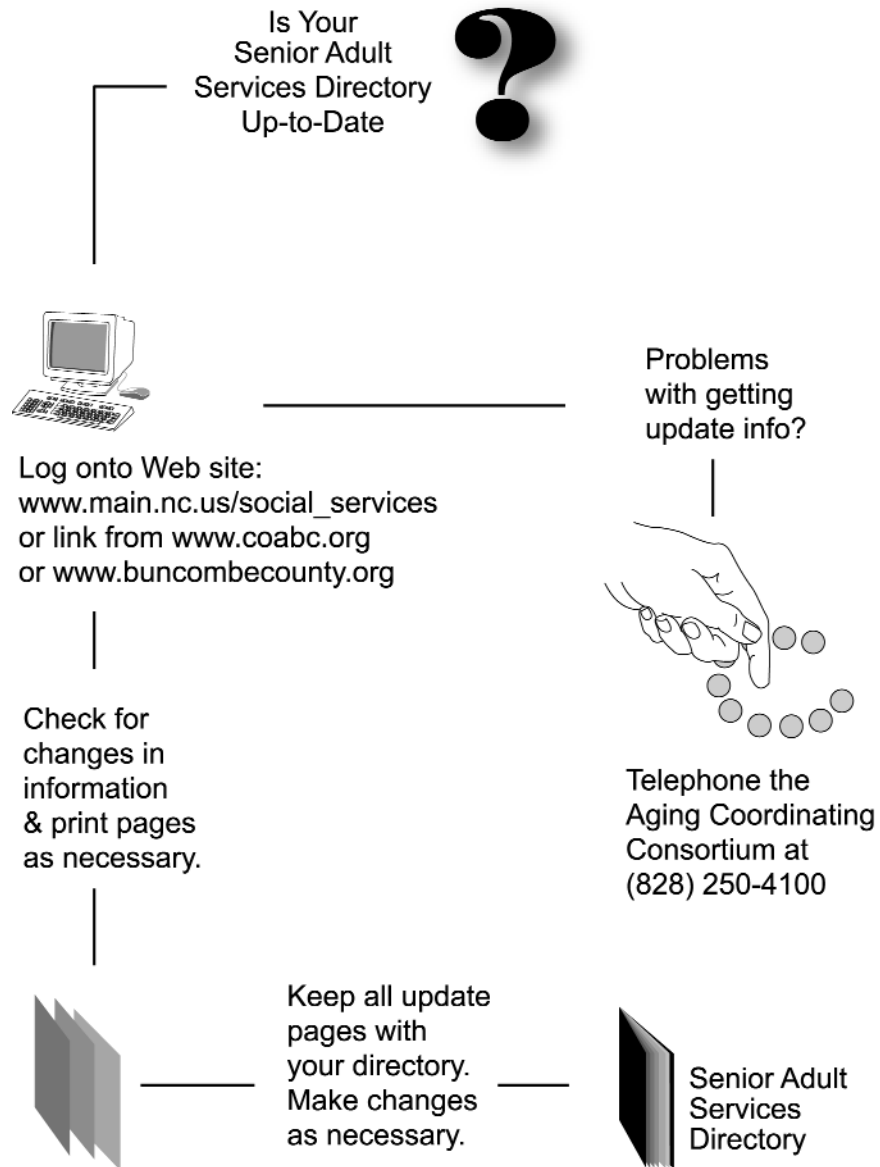 Is Your
Senior Adult
Services Directory
Up-to-Date
?
Log onto Web site:
www.main.nc.us/social_services
or link from www.coabc.org
or www.buncombecounty.org
Problems
with getting
update info?
Telephone the
Aging Coordinating
Consortium at
(828) 250-4100
Check for
changes in
information
& print pages
as necessary.
Keep all update
pages with
your directory.
Make changes
as necessary.
Senior Adult
Services
Directory